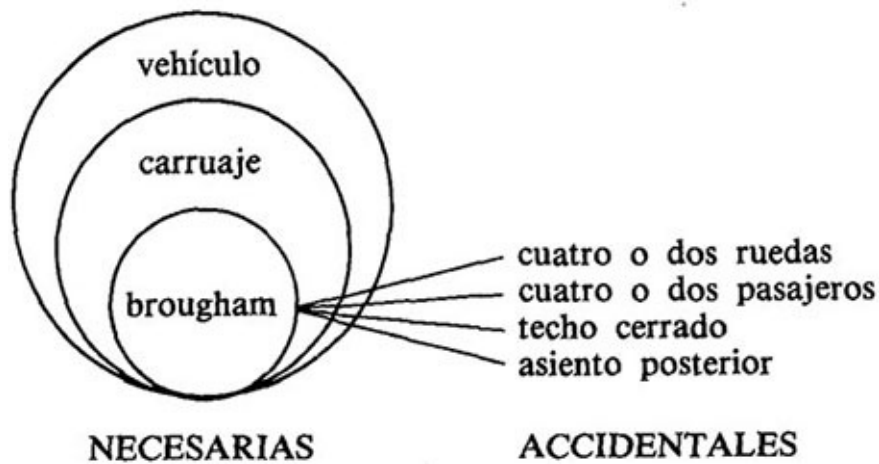 vehículo
carruaje
brougham
cuatro o dos ruedas
cuatro o dos pasajeros
techo cerrado
asiento posterior
NECESARIAS
ACCIDENTALES